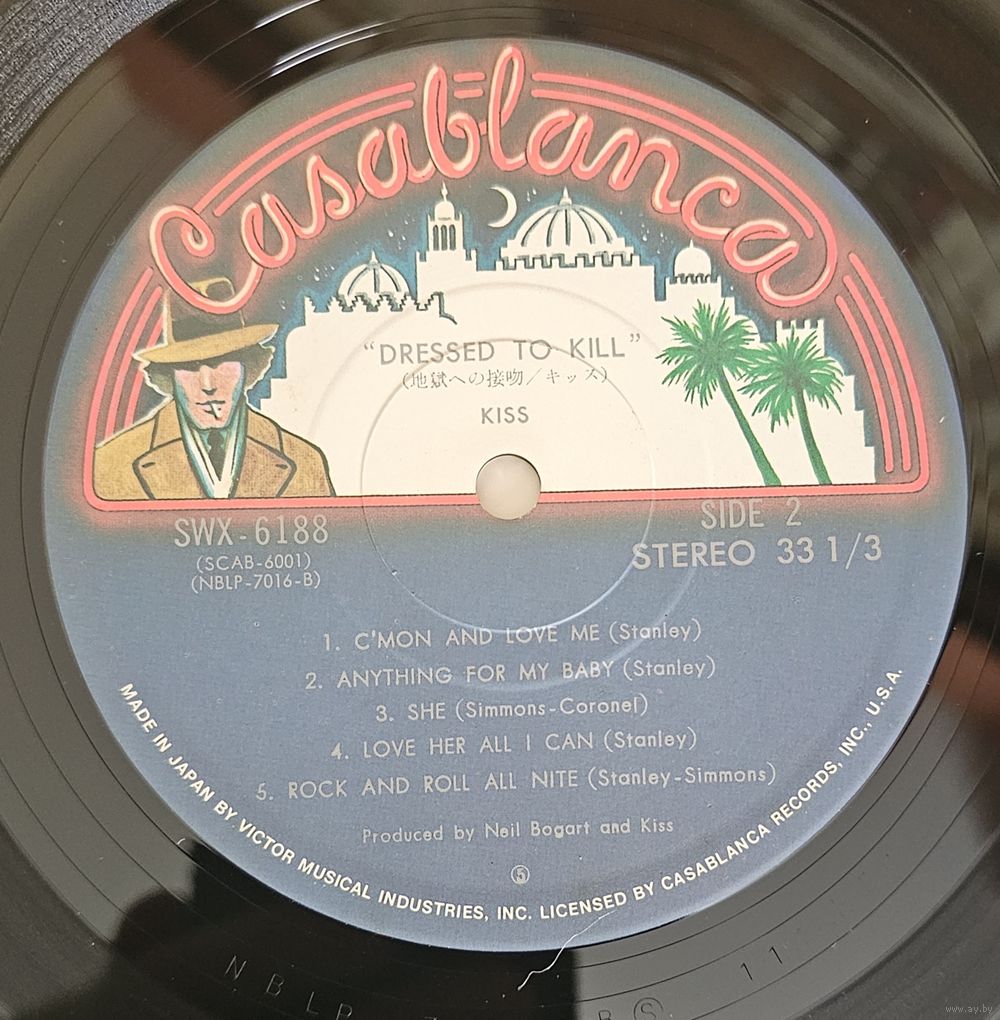 Casablanca
“DRESSED TO KILL”
(地獄への接吻／キッス)
KISS
SWX-6188
(SCAB-6001)
(NBLP-7016-B)
SIDE 2
STEREO 33 1/3
1. C'MON AND LOVE ME (Stanley)
2. ANYTHING FOR MY BABY (Stanley)
3. SHE (Simmons-Coronel)
4. LOVE HER ALL I CAN (Stanley)
5. ROCK AND ROLL ALL NITE (Stanley-Simmons)
Produced by Neil Bogart and Kiss
⑤
MADE IN JAPAN BY VICTOR MUSICAL INDUSTRIES, INC. LICENSED BY CASABLANCA RECORDS, INC., U.S.A.
NBLP
B Ⓢ 11
www.ay.by